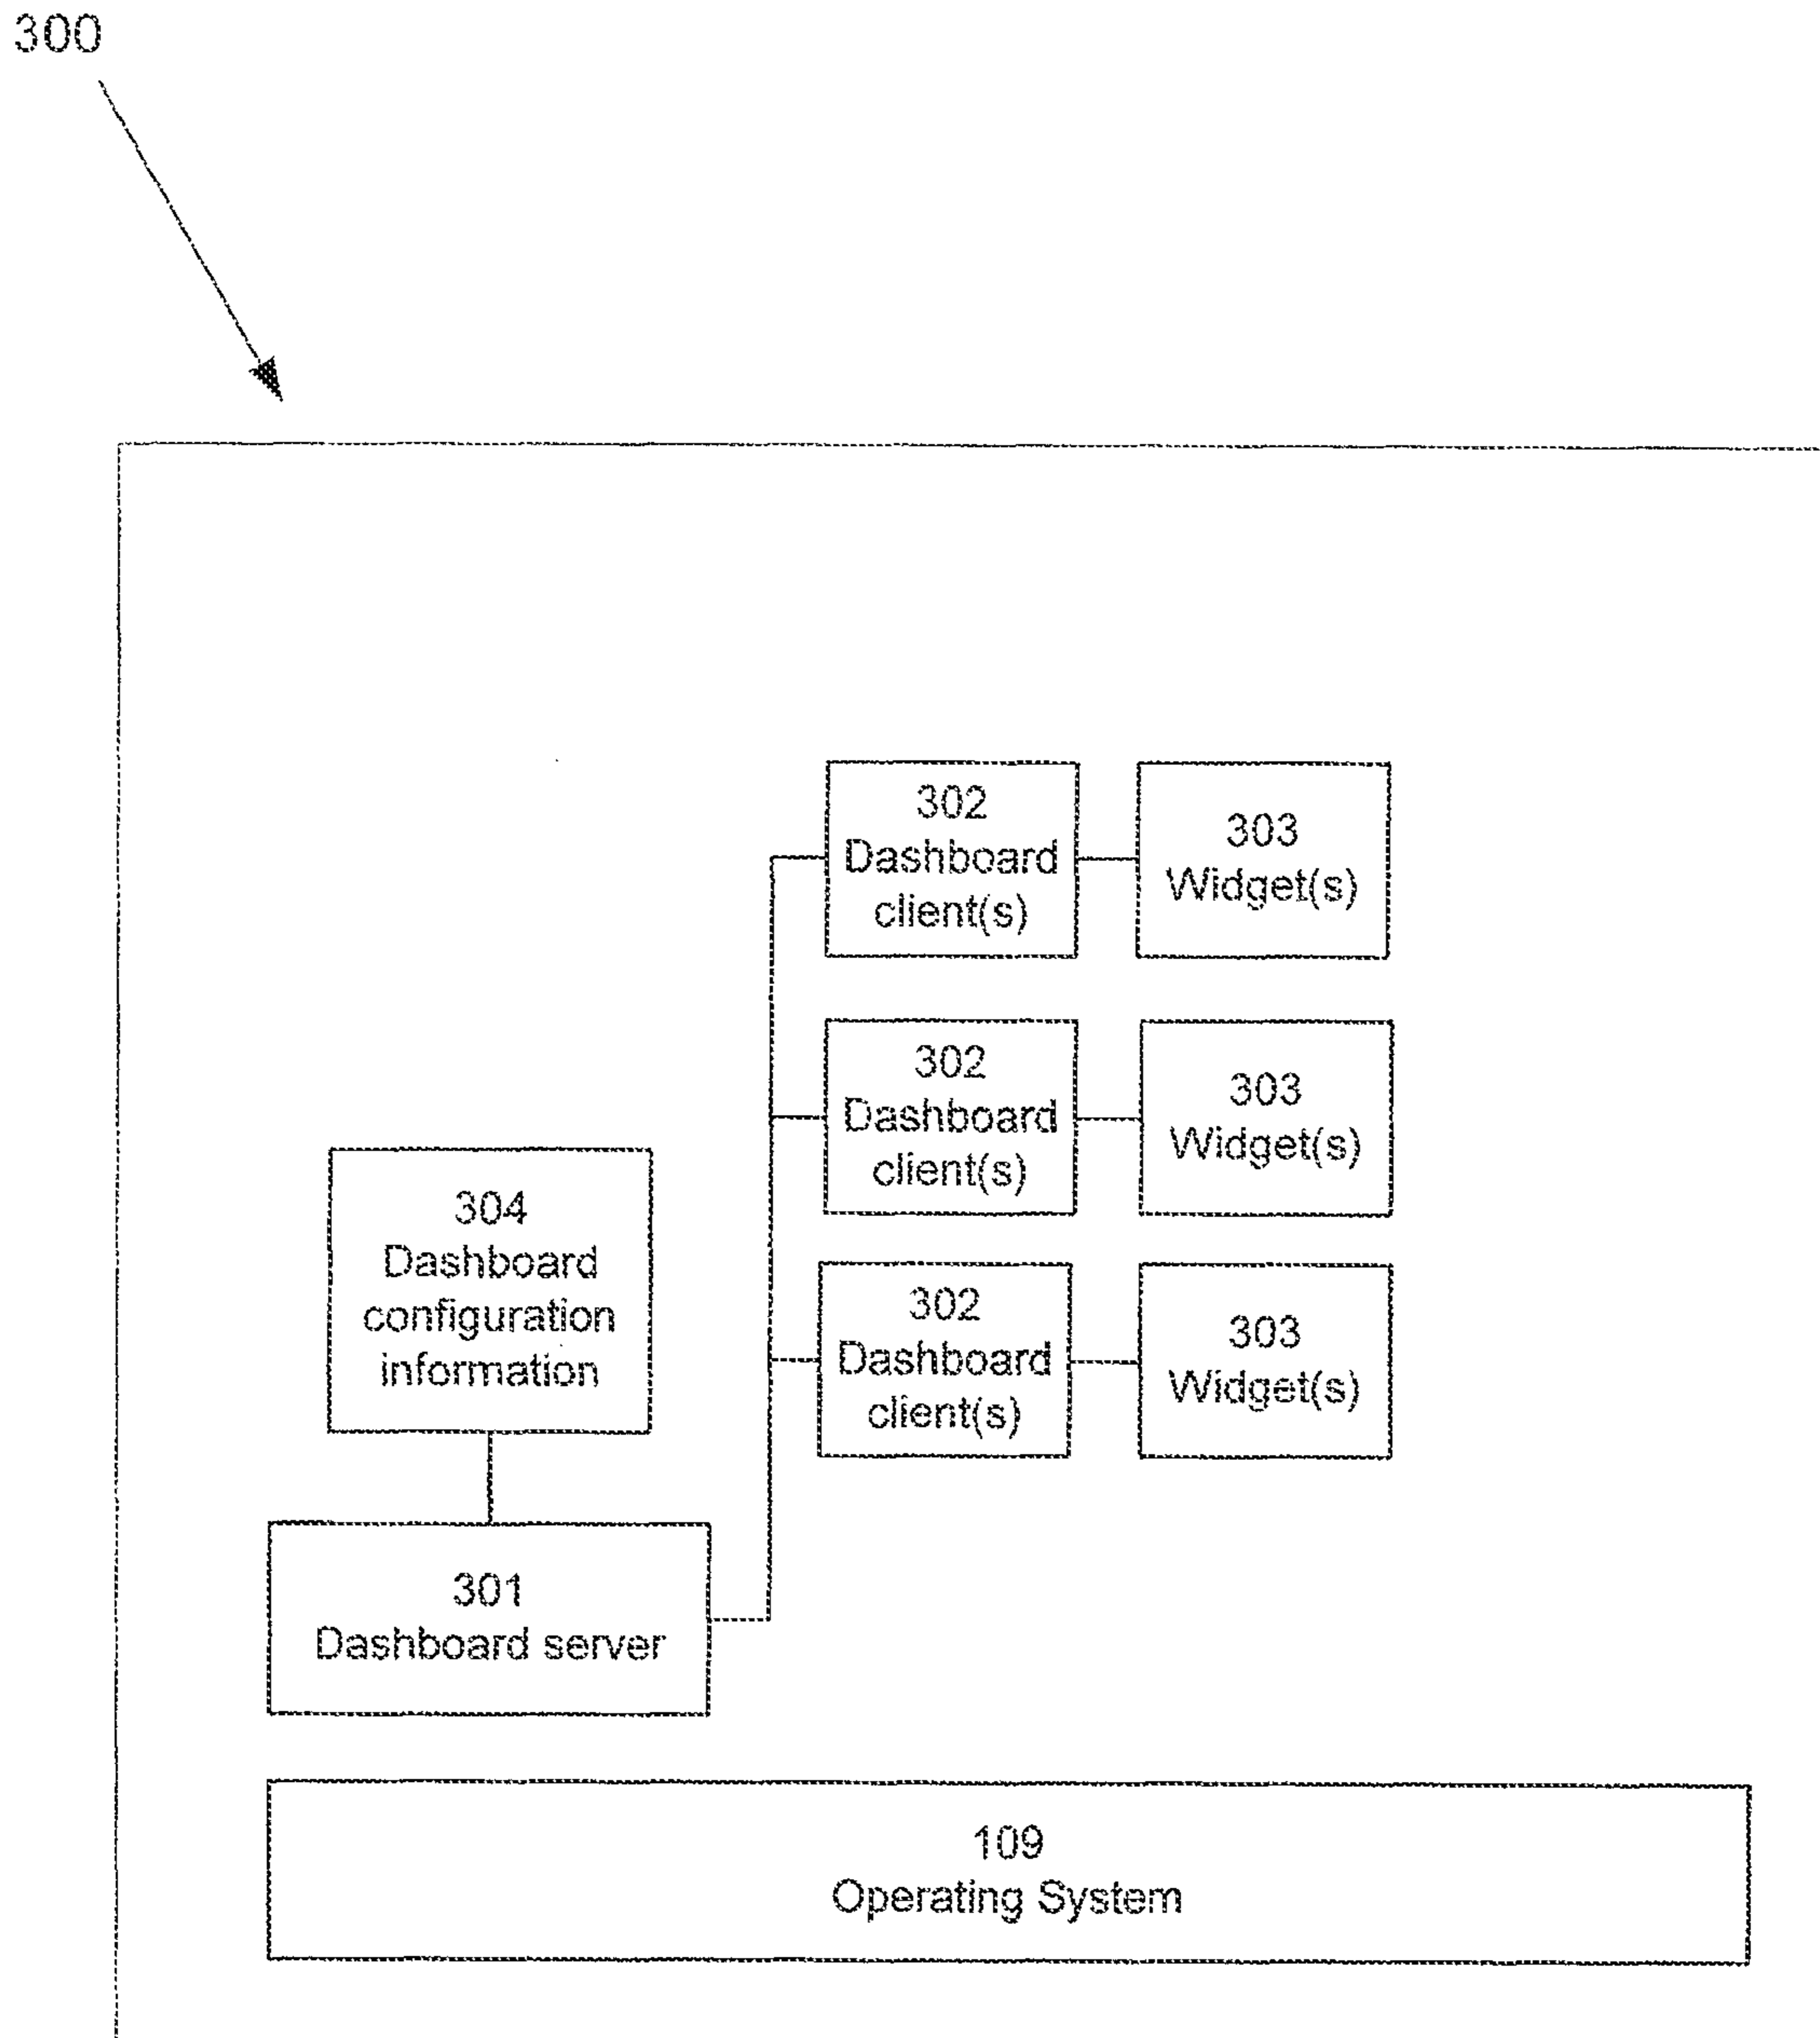 300
302
Dashboard
client(s)
303
Widget(s)
302
Dashboard
client(s)
303
Widget(s)
304
Dashboard
configuration
information
302
Dashboard
client(s)
303
Widget(s)
301
Dashboard server
109
Operating System